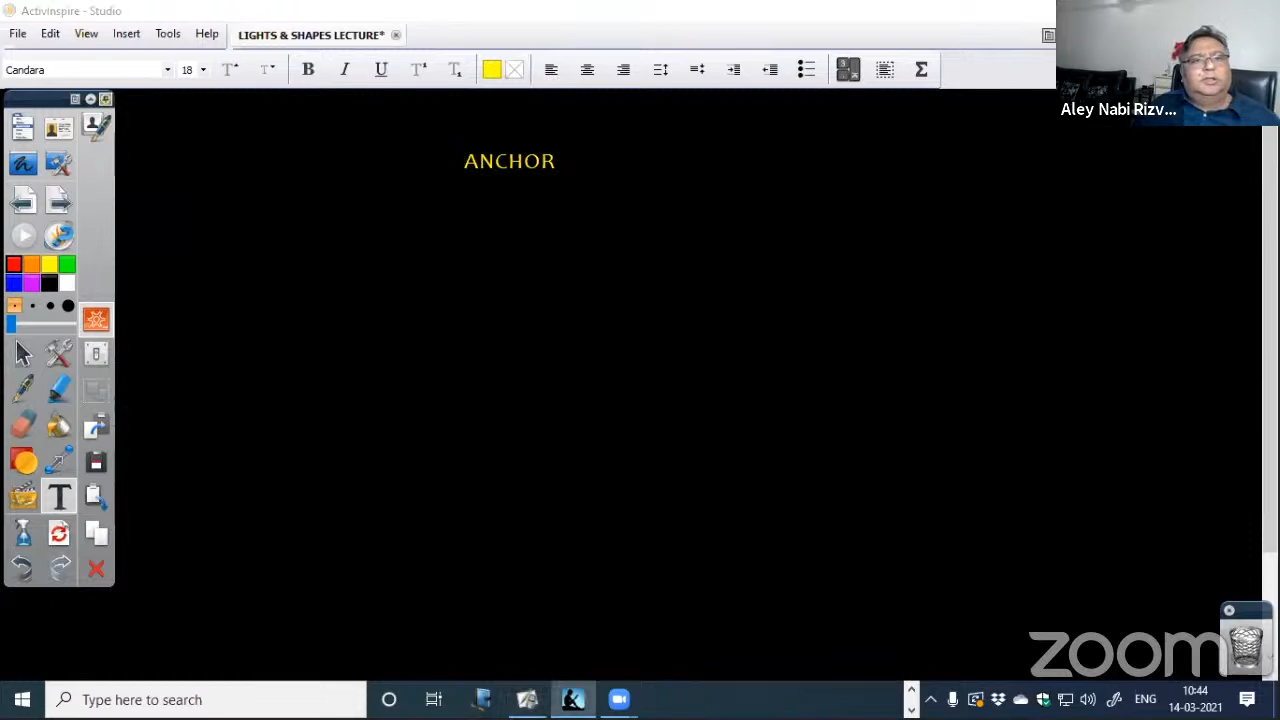 ActivInspire - Studio
File Edit View Insert Tools Help
LIGHTS & SHAPES LECTURE*
Candara 18
Aley Nabi Rizv...
ANCHOR
zoom
Type here to search
ENG
10:44
14-03-2021